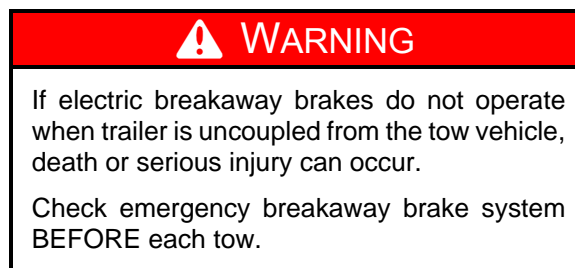 WARNING
If electric breakaway brakes do not operate
when trailer is uncoupled from the tow vehicle,
death or serious injury can occur.
Check emergency breakaway brake system
BEFORE each tow.